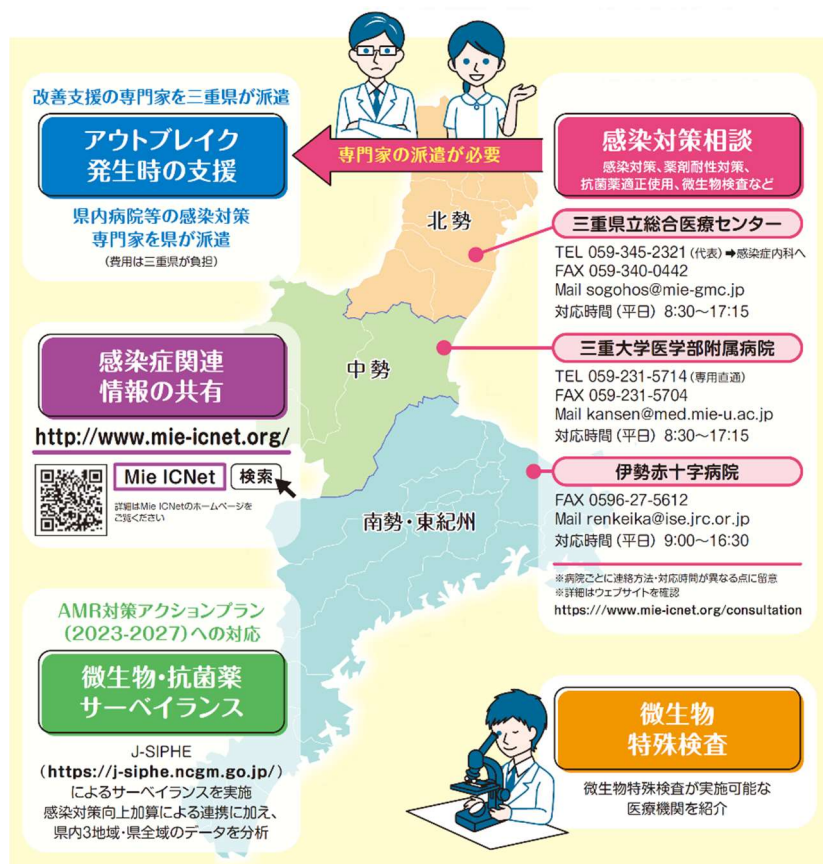 改善支援の専門家を三重県が派遣
アウトブレイク
発生時の支援
県内病院等の感染対策
専門家を県が派遣
(費用は三重県が負担)
専門家の派遣が必要
感染対策相談
感染対策、薬剤耐性対策、
抗菌薬適正使用、微生物検査など
三重県立総合医療センター
TEL 059-345-2321(代表)➡感染症内科へ
FAX 059-340-0442
Mail sogohos@mie-gmc.jp
対応時間(平日) 8:30〜17:15
三重大学医学部附属病院
TEL 059-231-5714(専用直通)
FAX 059-231-5704
Mail kansen@med.mie-u.ac.jp
対応時間(平日) 8:30〜17:15
伊勢赤十字病院
FAX 0596-27-5612
Mail renkeika@ise.jrc.or.jp
対応時間(平日) 9:00〜16:30
※病院ごとに連絡方法・対応時間が異なる点に留意
※詳細はウェブサイトを確認
https:///www.mie-icnet.org/consultation
北勢
中勢
南勢・東紀州
感染症関連
情報の共有
http://www.mie-icnet.org/
Mie ICNet 検索
詳細はMie ICNetのホームページを
ご覧ください
AMR対策アクションプラン
(2023-2027)への対応
微生物・抗菌薬
サーベイランス
J-SIPHE
(https://j-siphe.ncgm.go.jp/)
によるサーベイランスを実施
感染対策向上加算による連携に加え、
県内3地域・県全域のデータを分析
微生物
特殊検査
微生物特殊検査が実施可能な
医療機関を紹介